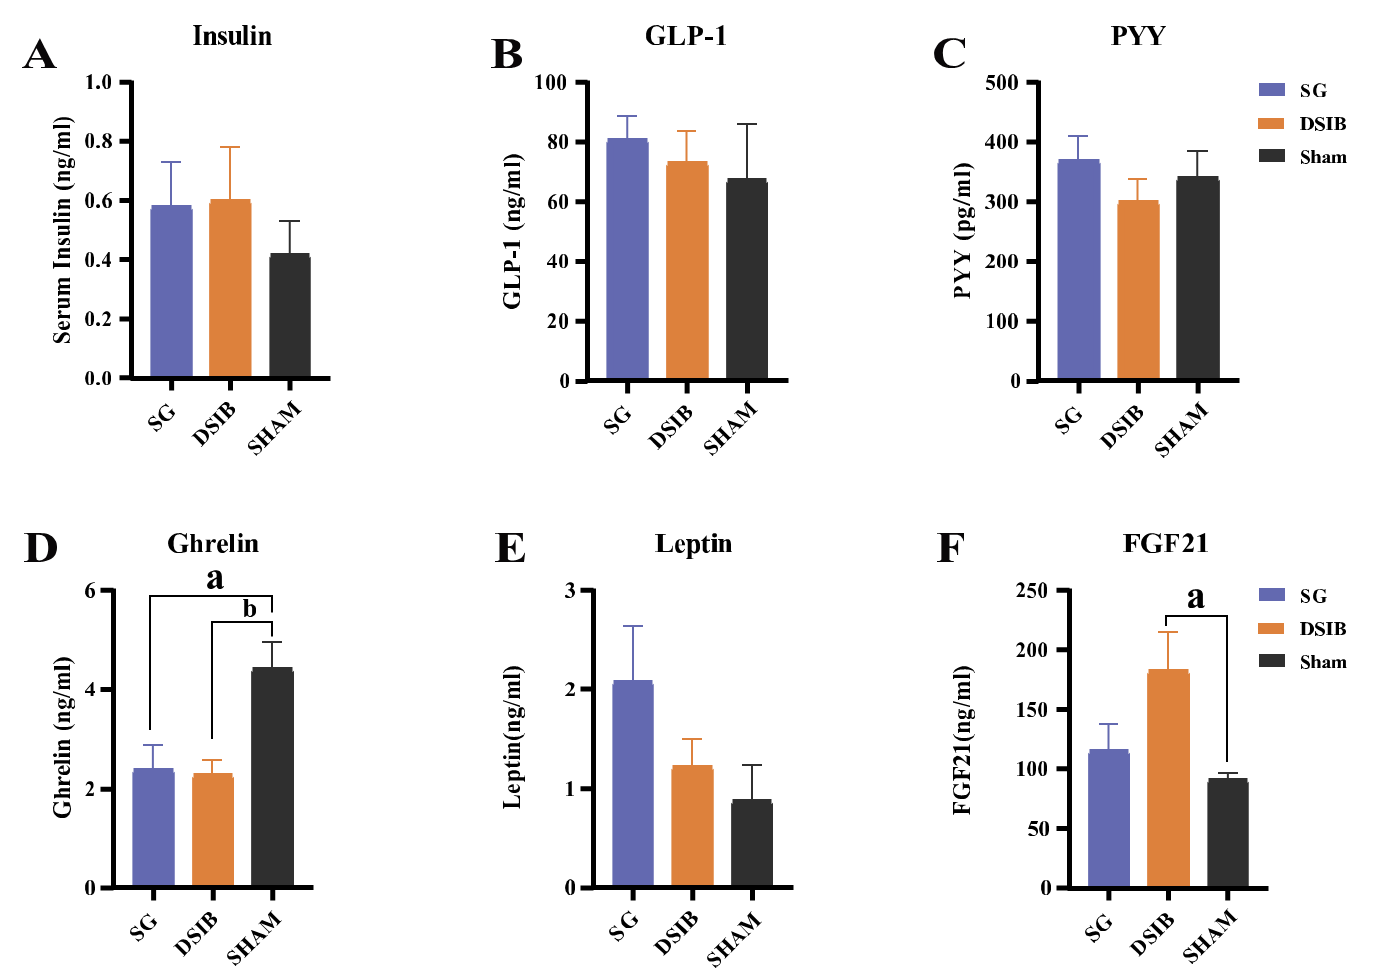 A
Insulin
Serum Insulin (ng/ml)
1.0
0.8
0.6
0.4
0.2
0.0
SG
DSIB
SHAM
B
GLP-1
GLP-1 (ng/ml)
100
80
60
40
20
0
SG
DSIB
SHAM
C
PYY
PYY (pg/ml)
500
400
300
200
100
0
SG
DSIB
SHAM
SG
DSIB
Sham
D
Ghrelin
Ghrelin (ng/ml)
6
4
2
0
a
b
SG
DSIB
SHAM
E
Leptin
Leptin(ng/ml)
3
2
1
0
SG
DSIB
SHAM
F
FGF21
FGF21(ng/ml)
250
200
150
100
50
0
a
SG
DSIB
SHAM
SG
DSIB
Sham